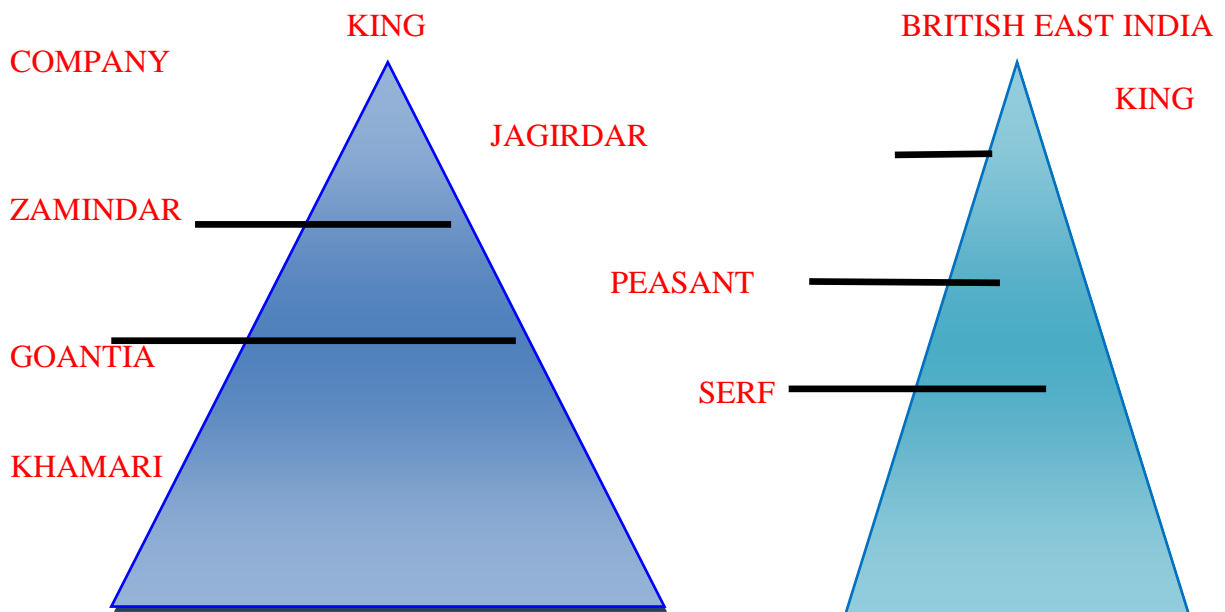 KING
BRITISH EAST INDIA
COMPANY
KING
JAGIRDAR
ZAMINDAR
PEASANT
GOANTIA
SERF
KHAMARI